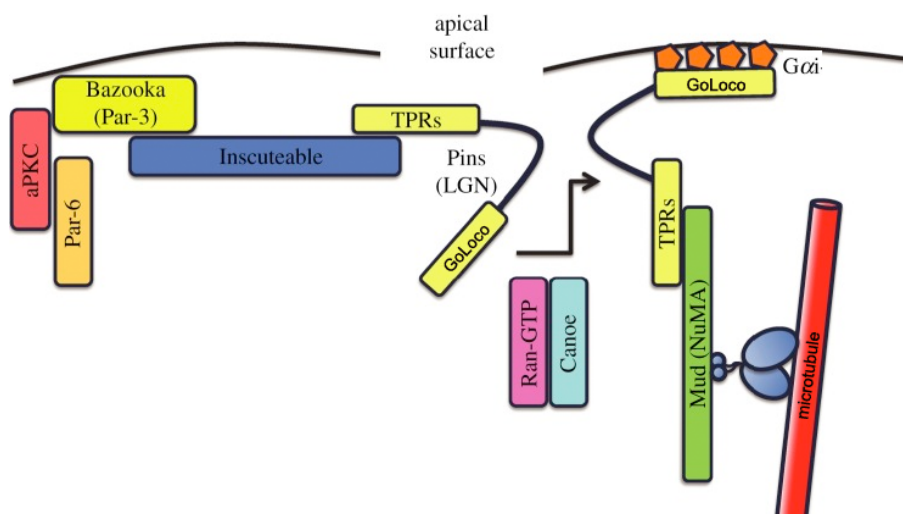 apical
surface
Bazooka
(Par-3)
aPKC
Par-6
Inscuteable
TPRs
Pins
(LGN)
GoLoco
Ran-GTP
Canoe
Gαi
GoLoco
TPRs
Mud (NuMA)
microtubule